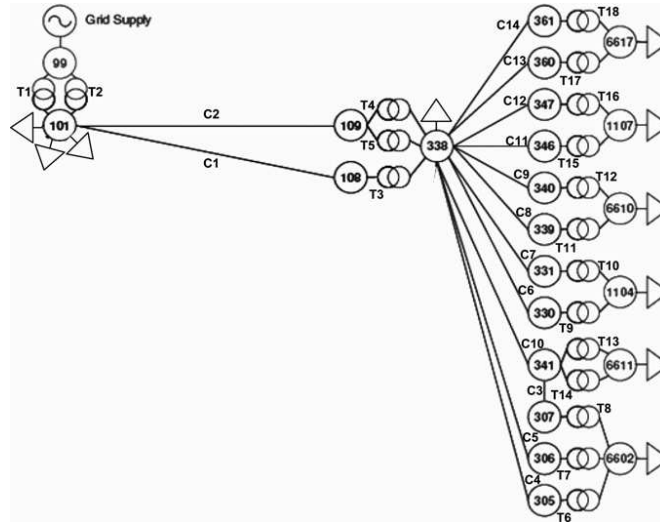 Grid Supply
99
T1
T2
101
C2
C1
109
T4
T5
108
T3
338
C14
361
T18
6617
C13
360
T17
C12
347
T16
1107
C11
346
T15
C9
340
T12
6610
C8
339
T11
C7
331
T10
1104
C6
330
T9
C10
341
T13
6611
T14
C3
307
T8
C5
306
T7
6602
C4
305
T6